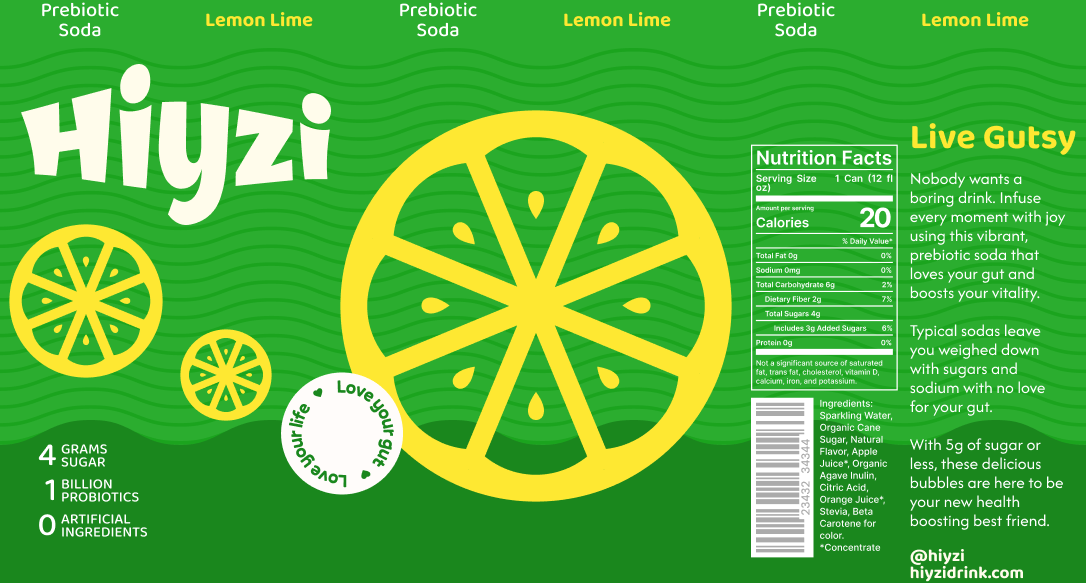 Prebiotic
Soda
Lemon Lime
Prebiotic
Soda
Lemon Lime
Prebiotic
Soda
Lemon Lime
Hiyzi
4 GRAMS
SUGAR
1 BILLION
PROBIOTICS
0 ARTIFICIAL
INGREDIENTS
Love your gut
Love your life
Nutrition Facts
Serving Size 1 Can (12 fl
oz)
Amount per serving
Calories 20
% Daily Value*
Total Fat 0g 0%
Sodium 0mg 0%
Total Carbohydrate 6g 2%
Dietary Fiber 2g 7%
Total Sugars 4g
Includes 3g Added Sugars 6%
Protein 0g 0%
Not a significant source of saturated
fat, trans fat, cholesterol, vitamin D,
calcium, iron, and potassium.
23432 34344
Ingredients:
Sparkling Water,
Organic Cane
Sugar, Natural
Flavor, Apple
Juice*, Organic
Agave Inulin,
Citric Acid,
Orange Juice*,
Stevia, Beta
Carotene for
color.
*Concentrate
Live Gutsy
Nobody wants a
boring drink. Infuse
every moment with joy
using this vibrant,
prebiotic soda that
loves your gut and
boosts your vitality.
Typical sodas leave
you weighed down
with sugars and
sodium with no love
for your gut.
With 5g of sugar or
less, these delicious
bubbles are here to be
your new health
boosting best friend.
@hiyzi
hiyzidrink.com